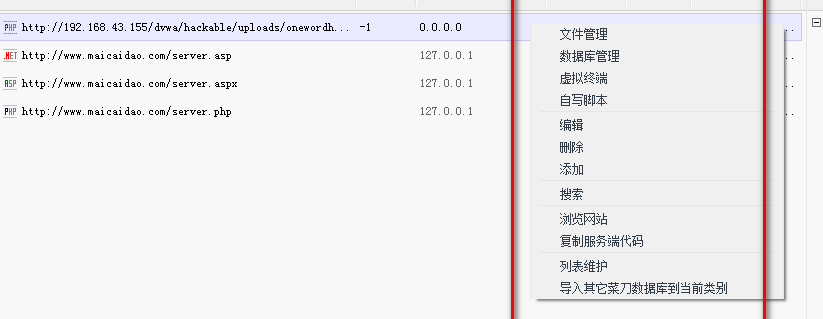 PHP http://192.168.43.155/dvwa/hackable/uploads/onewordh... -1 0.0.0.0 ..
.NET http://www.maicaidao.com/server.asp 127.0.0.1 ..
ASP http://www.maicaidao.com/server.aspx 127.0.0.1 ..
PHP http://www.maicaidao.com/server.php 127.0.0.1 ..
文件管理
数据库管理
虚拟终端
自写脚本
编辑
删除
添加
搜索
浏览网站
复制服务端代码
列表维护
导入其它菜刀数据库到当前类别